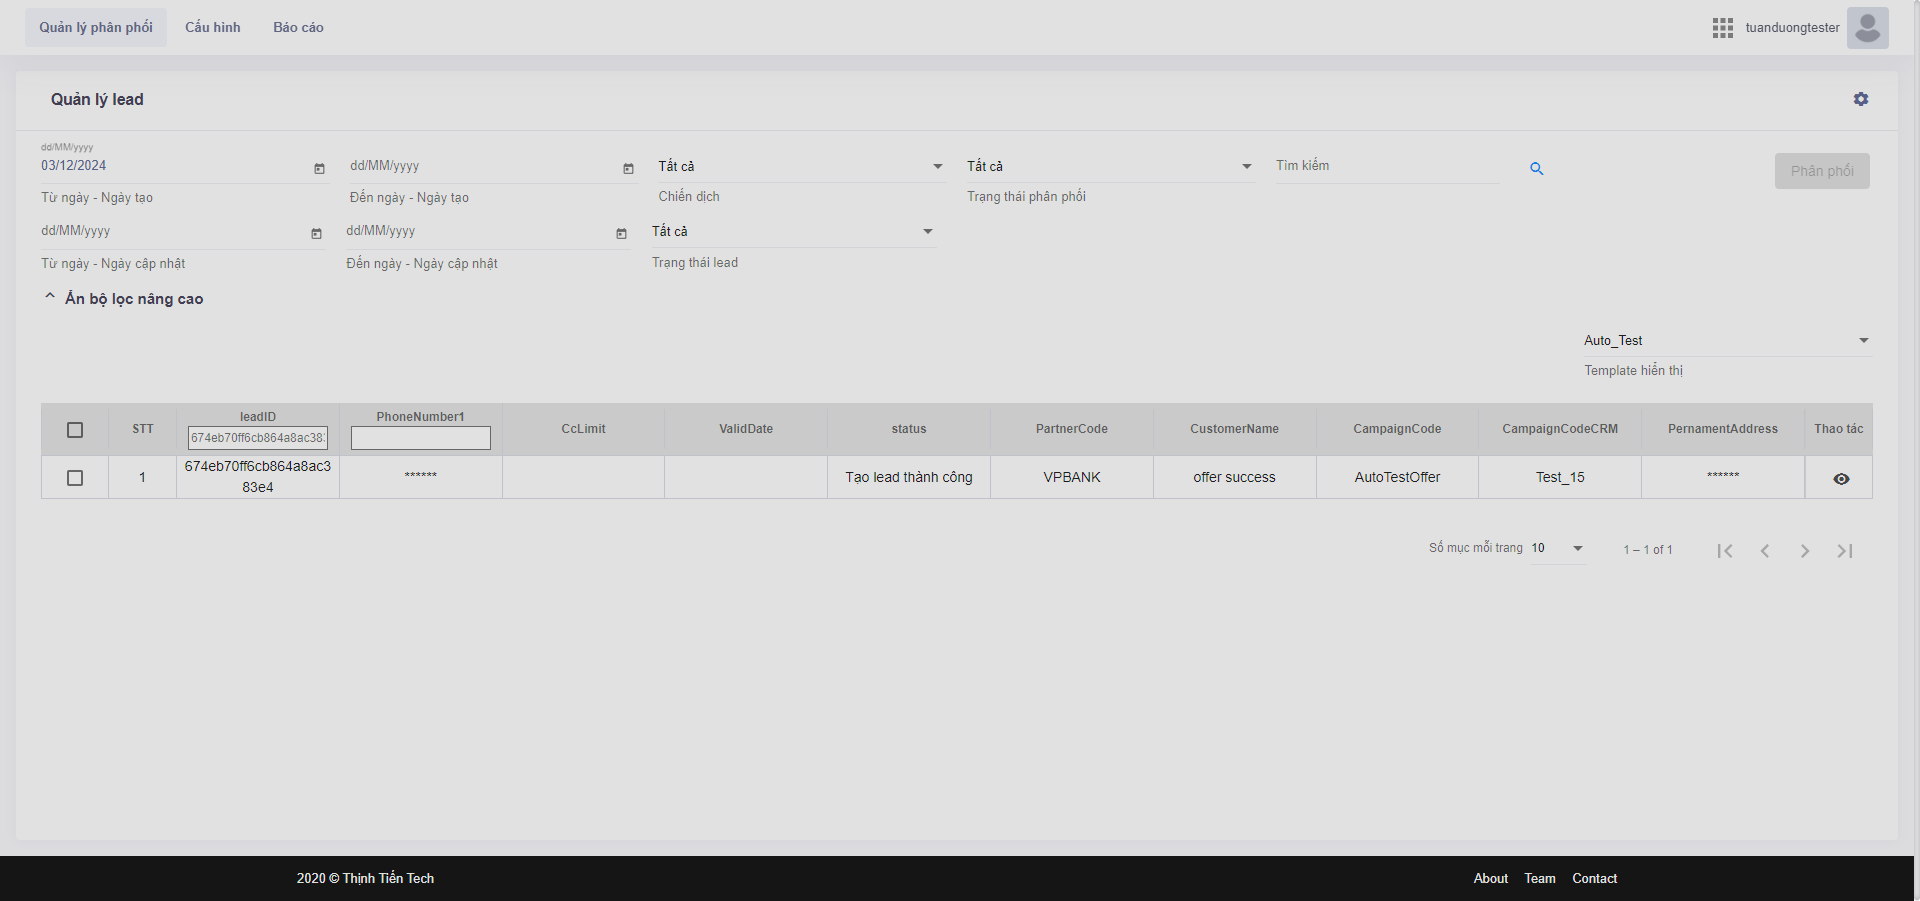 Quản lý phân phối Cấu hình Báo cáo tuanduongtester
Quản lý lead
dd/MM/yyyy
03/12/2024 dd/MM/yyyy Tất cả Tất cả Tìm kiếm Phân phối
Từ ngày - Ngày tạo Đến ngày - Ngày tạo Chiến dịch Trạng thái phân phối
dd/MM/yyyy dd/MM/yyyy Tất cả
Từ ngày - Ngày cập nhật Đến ngày - Ngày cập nhật Trạng thái lead
Ẩn bộ lọc nâng cao
Auto_Test
Template hiển thị
STT leadID PhoneNumber1 CcLimit ValidDate status PartnerCode CustomerName CampaignCode CampaignCodeCRM PernamentAddress Thao tác
674eb70ff6cb864a8ac38
1 674eb70ff6cb864a8ac3 ****** Tạo lead thành công VPBANK offer success AutoTestOffer Test_15 ******
83e4
Số mục mỗi trang 10 1 – 1 of 1
2020 © Thịnh Tiến Tech About Team Contact